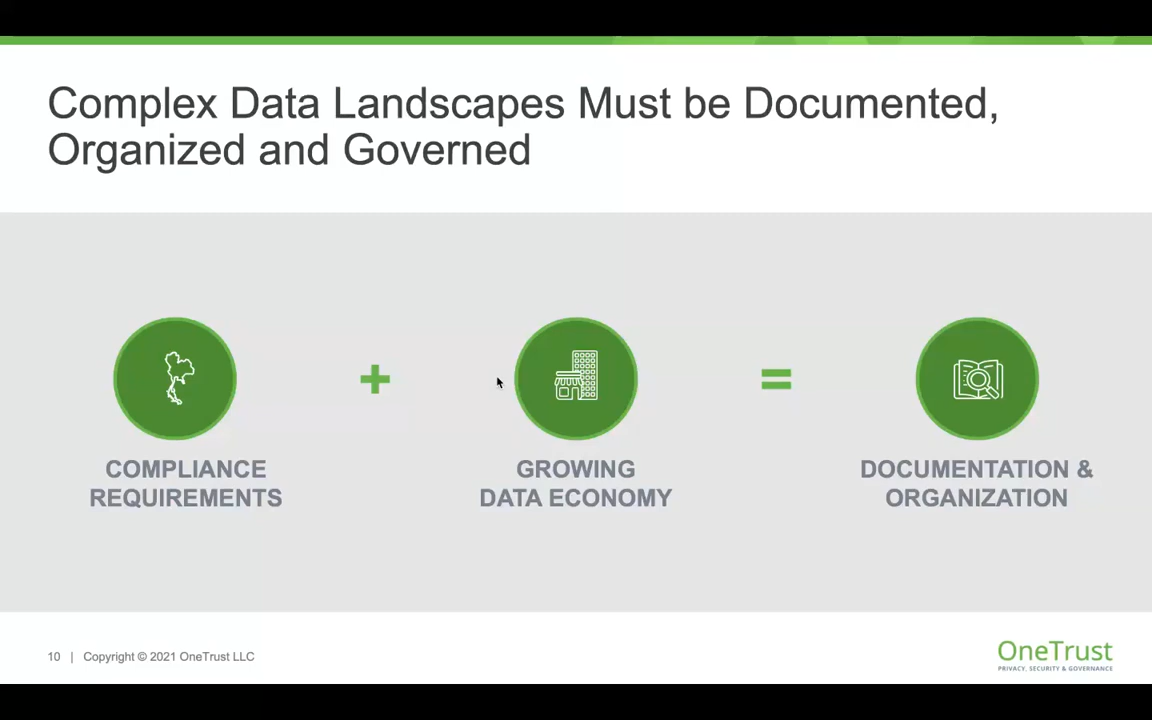 Complex Data Landscapes Must be Documented,
Organized and Governed
+
=
COMPLIANCE
REQUIREMENTS
GROWING
DATA ECONOMY
DOCUMENTATION &
ORGANIZATION
10 | Copyright © 2021 OneTrust LLC
OneTrust
PRIVACY, SECURITY & GOVERNANCE